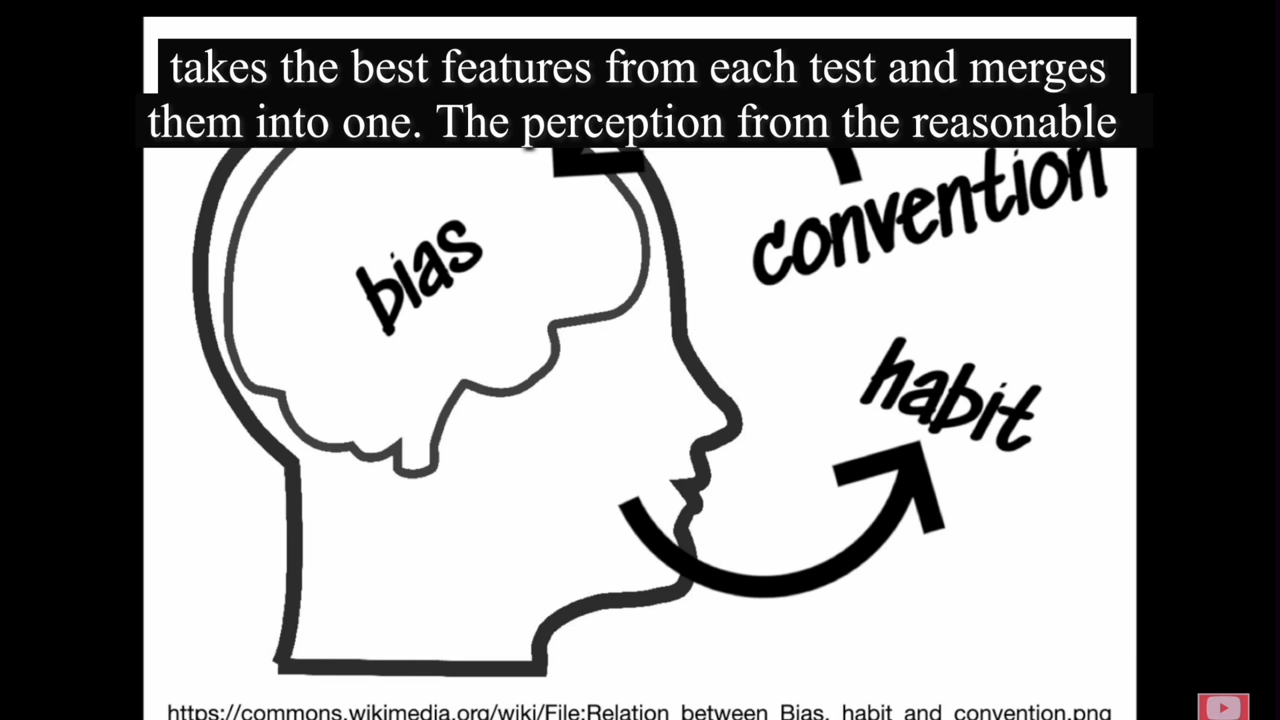 takes the best features from each test and merges
them into one. The perception from the reasonable
convention
bias
habit
https://commons.wikimedia.org/wiki/File:Relation_between_Bias,_habit_and_convention.png